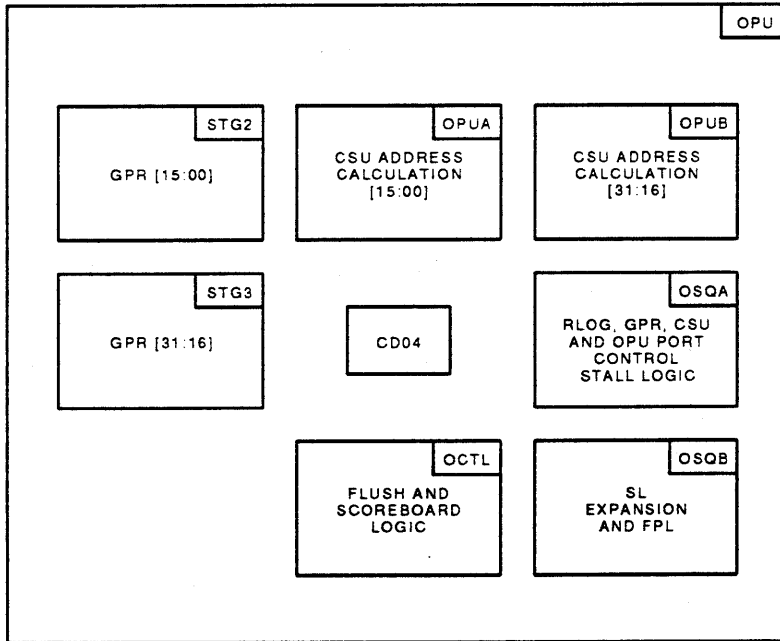 OPU
STG2
GPR [15:00]
OPUA
CSU ADDRESS
CALCULATION
[15:00]
OPUB
CSU ADDRESS
CALCULATION
[31:16]
STG3
GPR [31:16]
CD04
OSQA
RLOG, GPR, CSU
AND OPU PORT
CONTROL
STALL LOGIC
OCTL
FLUSH AND
SCOREBOARD
LOGIC
OSQB
SL
EXPANSION
AND FPL